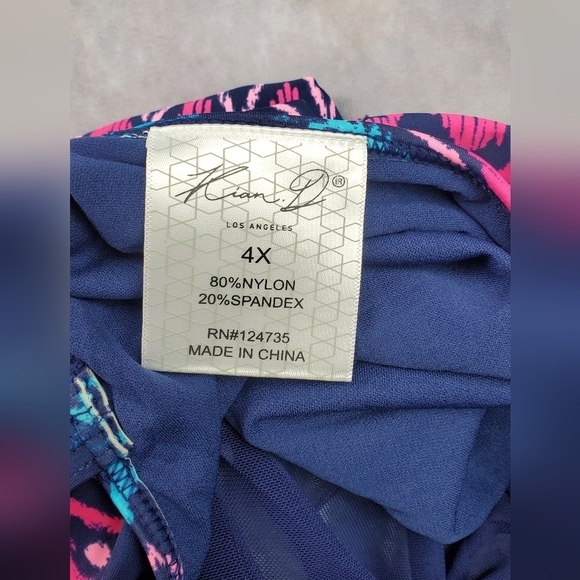 Kian.D®
LOS ANGELES
4X
80%NYLON
20%SPANDEX
RN#124735
MADE IN CHINA